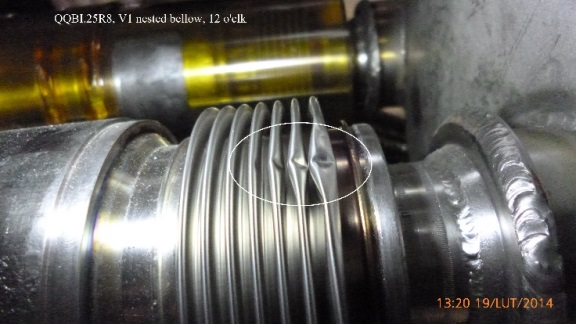 QQBI.25R8, V1 nested bellow, 12 o'clk
13:20 19/LUT/2014